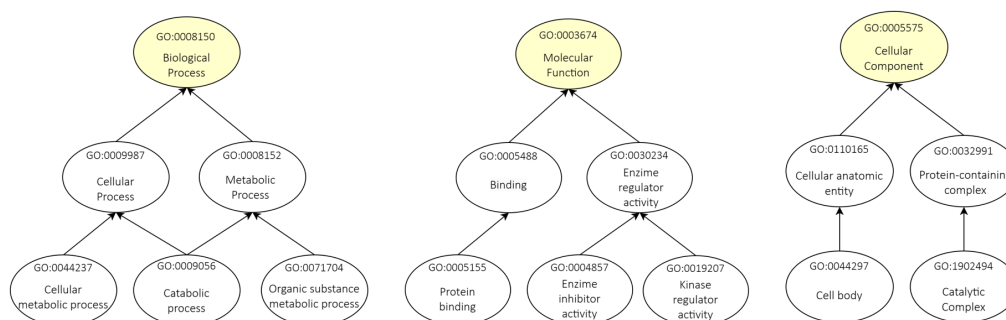 GO:0008150
Biological
Process
GO:0003674
Molecular
Function
GO:0005575
Cellular
Component
GO:0009987
Cellular
Process
GO:0008152
Metabolic
Process
GO:0005488
Binding
GO:0030234
Enzime
regulator
activity
GO:0110165
Cellular anatomic
entity
GO:0032991
Protein-containin
complex
GO:0044237
Cellular
metabolic process
GO:0009056
Catabolic
process
GO:0071704
Organic substance
metabolic process
GO:0005155
Protein
binding
GO:0004857
Enzime
inhibitor
activity
GO:0019207
Kinase
regulator
activity
GO:0044297
Cell body
GO:1902494
Catalytic
Complex